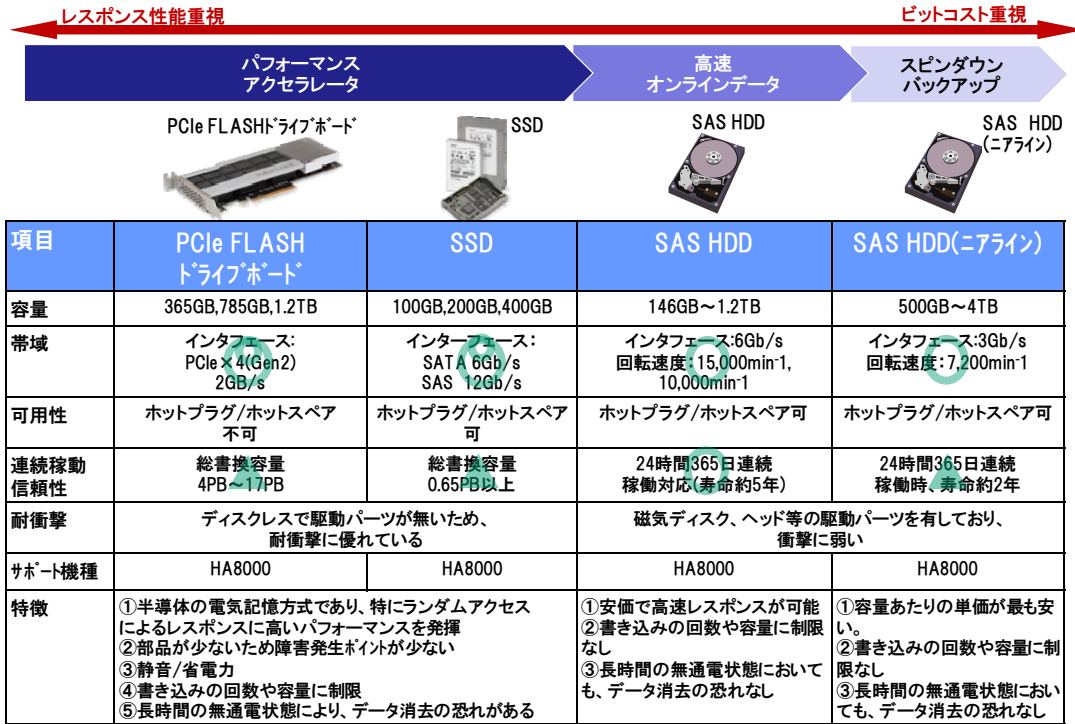 レスポンス性能重視
ビットコスト重視
パフォーマンス
アクセラレータ
高速
オンラインデータ
スピンダウン
バックアップ
PCIe FLASHﾄﾞﾗｲﾌﾞﾎﾞｰﾄﾞ
SSD
SAS HDD
SAS HDD
(ﾆｱﾗｲﾝ)
項目
PCIe FLASH
ﾄﾞﾗｲﾌﾞﾎﾞｰﾄﾞ
SSD
SAS HDD
SAS HDD(ﾆｱﾗｲﾝ)
容量
365GB,785GB,1.2TB
100GB,200GB,400GB
146GB～1.2TB
500GB～4TB
帯域
インタフェース:
PCIe×4(Gen2)
2GB/s
インターフェース:
SATA 6Gb/s
SAS 12Gb/s
インタフェース:6Gb/s
回転速度:15,000min-1,
10,000min-1
インタフェース:3Gb/s
回転速度:7,200min-1
可用性
ホットプラグ/ホットスペア
不可
ホットプラグ/ホットスペア
可
ホットプラグ/ホットスペア可
ホットプラグ/ホットスペア可
連続稼動
信頼性
総書換容量
4PB～17PB
総書換容量
0.65PB以上
24時間365日連続
稼働対応(寿命約5年)
24時間365日連続
稼働時、寿命約2年
耐衝撃
ディスクレスで駆動パーツが無いため、
耐衝撃に優れている
磁気ディスク、ヘッド等の駆動パーツを有しており、
衝撃に弱い
ｻﾎﾟｰﾄ機種
HA8000
HA8000
HA8000
HA8000
特徴
①半導体の電気記憶方式であり、特にランダムアクセス
によるレスポンスに高いパフォーマンスを発揮
②部品が少ないため障害発生ﾎﾟｲﾝﾄが少ない
③静音/省電力
④書き込みの回数や容量に制限
⑤長時間の無通電状態により、データ消去の恐れがある
①安価で高速レスポンスが可能
②書き込みの回数や容量に制限
なし
③長時間の無通電状態において
も、データ消去の恐れなし
①容量あたりの単価が最も安
い。
②書き込みの回数や容量に制
限なし
③長時間の無通電状態におい
ても、データ消去の恐れなし